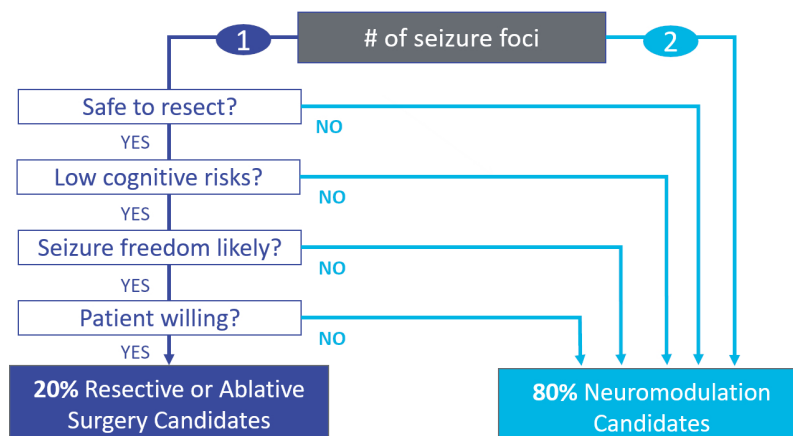 # of seizure foci
1
2
Safe to resect?
NO
YES
Low cognitive risks?
NO
YES
Seizure freedom likely?
NO
YES
Patient willing?
NO
YES
20% Resective or Ablative
Surgery Candidates
80% Neuromodulation
Candidates